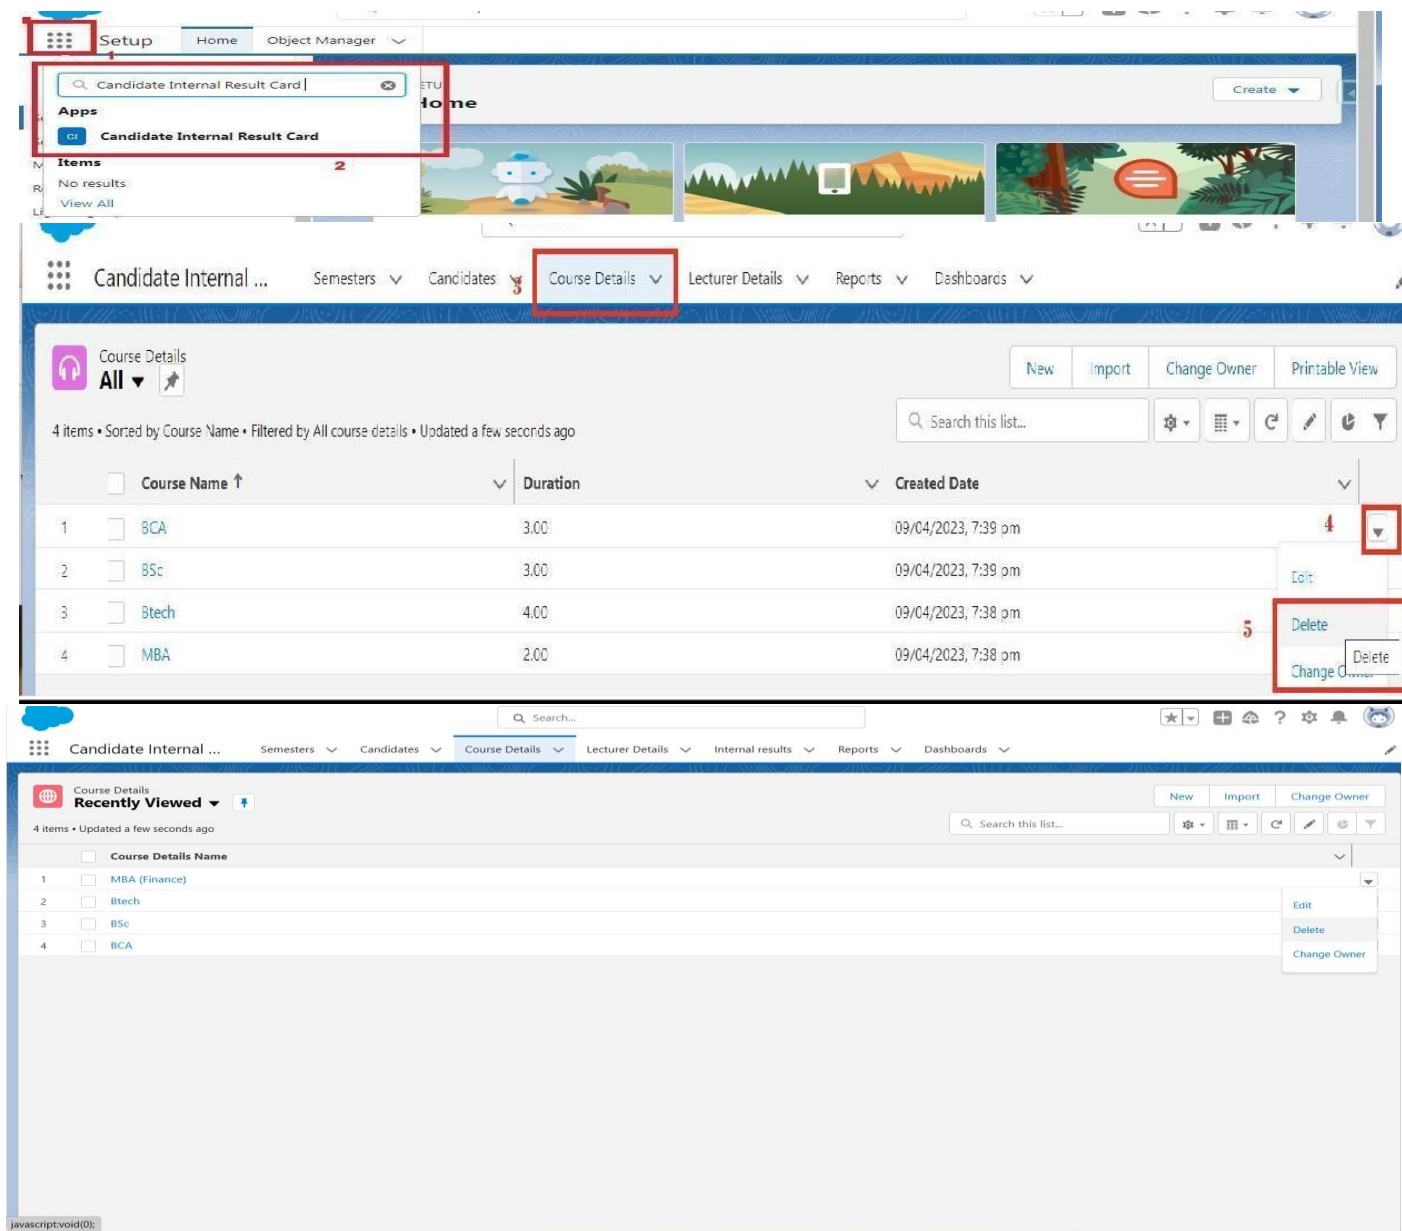 Setup Home Object Manager
1
Candidate Internal Result Card
ETU
Home
Create
Apps
CI Candidate Internal Result Card
2
Items
No results
View All
Candidate Internal ... Semesters Candidates 3 Course Details Lecturer Details Reports Dashboards
Course Details
All
New Import Change Owner Printable View
Search this list...
4 items • Sorted by Course Name • Filtered by All course details • Updated a few seconds ago
Course Name ↑ Duration Created Date
1 BCA 3.00 09/04/2023, 7:39 pm 4
2 BSc 3.00 09/04/2023, 7:39 pm Edit
3 Btech 4.00 09/04/2023, 7:38 pm 5 Delete
4 MBA 2.00 09/04/2023, 7:38 pm Delete
Change
Search...
Candidate Internal ... Semesters Candidates Course Details Lecturer Details Internal results Reports Dashboards
Course Details
Recently Viewed
New Import Change Owner
4 items • Updated a few seconds ago
Search this list...
Course Details Name
1 MBA (Finance)
2 Btech Edit
3 BSc Delete
4 BCA Change Owner
javascript:void(0);